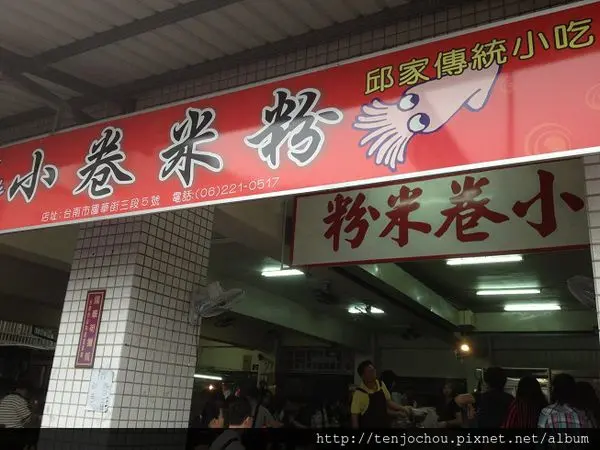 邱家傳統小吃
小卷米粉
店址:台南市國華街三段5號 電話:(06)221-0517
小卷米粉
http://tenjochou.pixnet.net/album